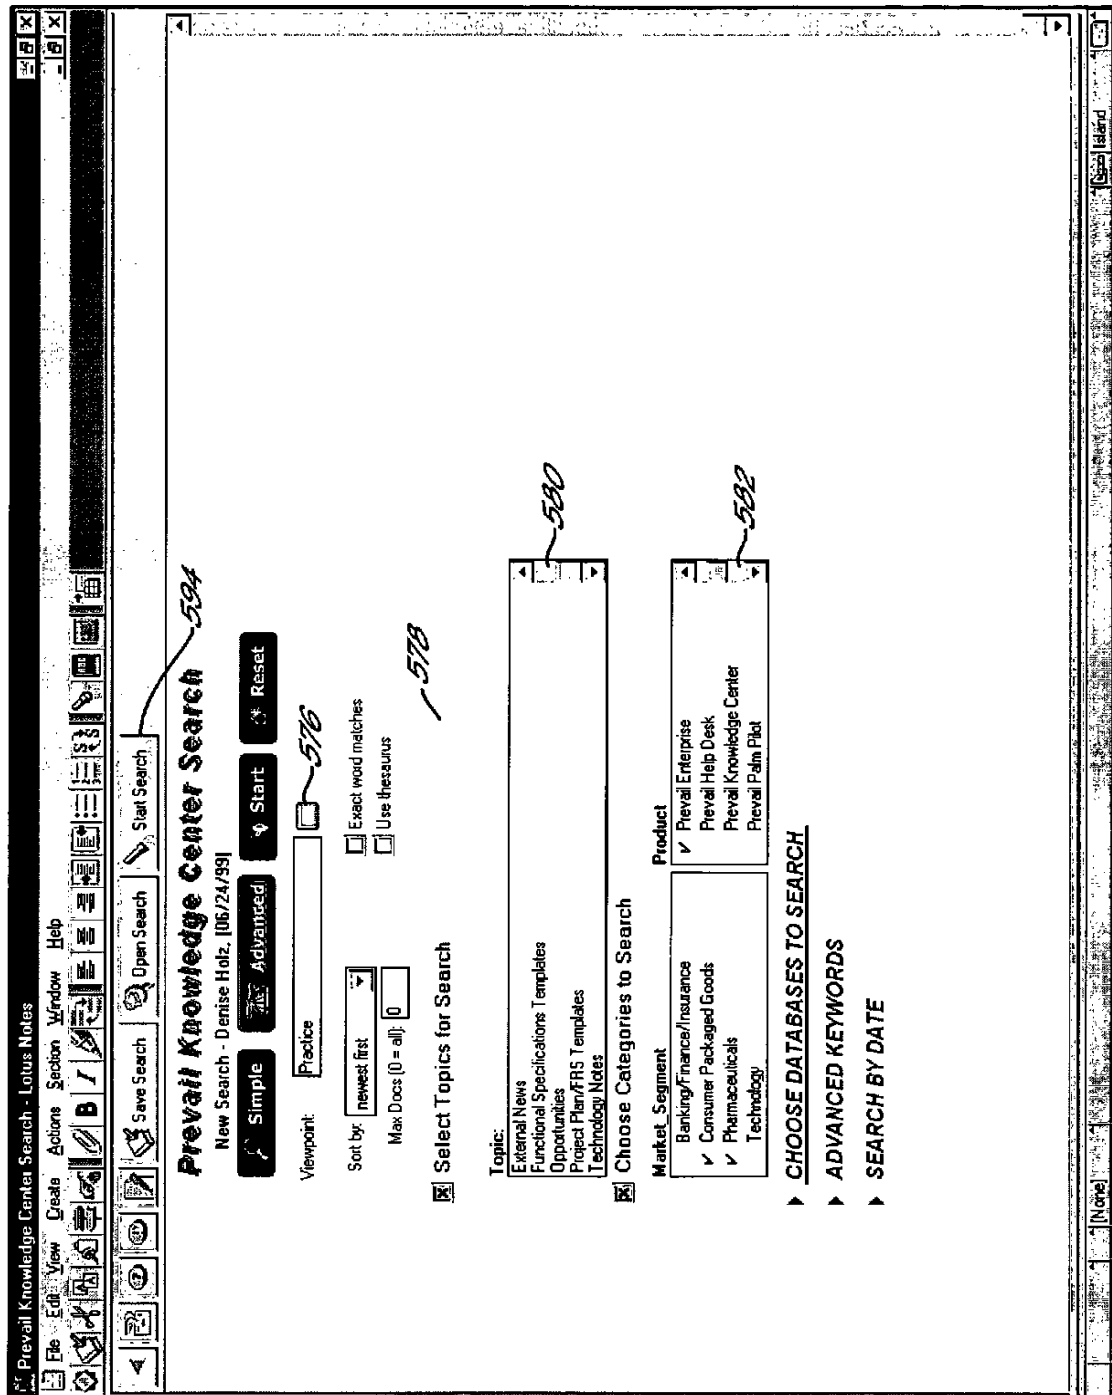 Prevail Knowledge Center Search - Lotus Notes
File Edit View Create Actions Section Window Help
B I
Save Search Open Search Start Search
594
Prevail Knowledge Center Search
New Search - Denise Holz, [06/24/99]
Simple Advanced Start Reset
Viewpoint: Practice
576
Sort by: newest first
Exact word matches
Max Docs (0 = all): 0
Use thesaurus
578
Select Topics for Search
Topic:
External News
Functional Specifications Templates
Opportunities
Project Plan/FRS Templates
Technology Notes
580
Choose Categories to Search
Market_Segment Product
Banking/Finance/Insurance ✓ Prevail Enterprise
✓ Consumer Packaged Goods Prevail Help Desk
✓ Pharmaceuticals Prevail Knowledge Center
Technology Prevail Palm Pilot
582
CHOOSE DATABASES TO SEARCH
ADVANCED KEYWORDS
SEARCH BY DATE
[None] Island